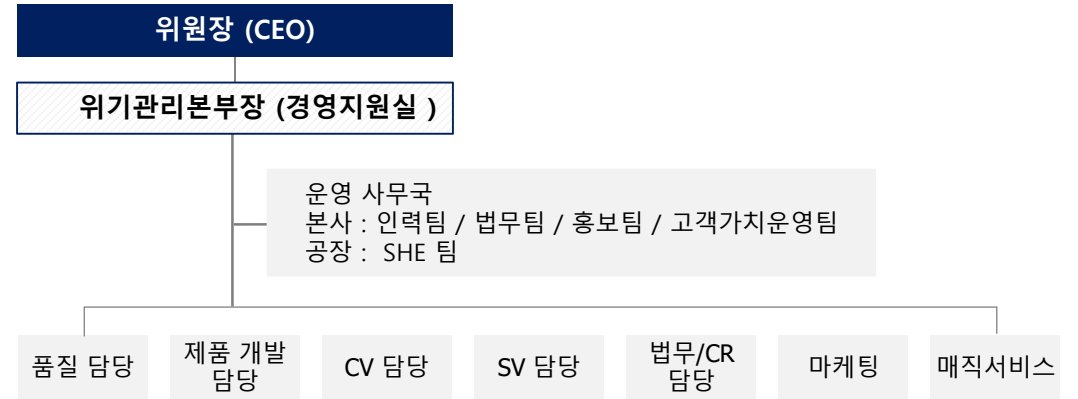 위원장 (CEO)
위기관리본부장 (경영지원실 )
운영 사무국
본사 : 인력팀 / 법무팀 / 홍보팀 / 고객가치운영팀
공장 :  SHE 팀
품질 담당
제품 개발
담당
CV 담당
SV 담당
법무/CR
담당
마케팅
매직서비스